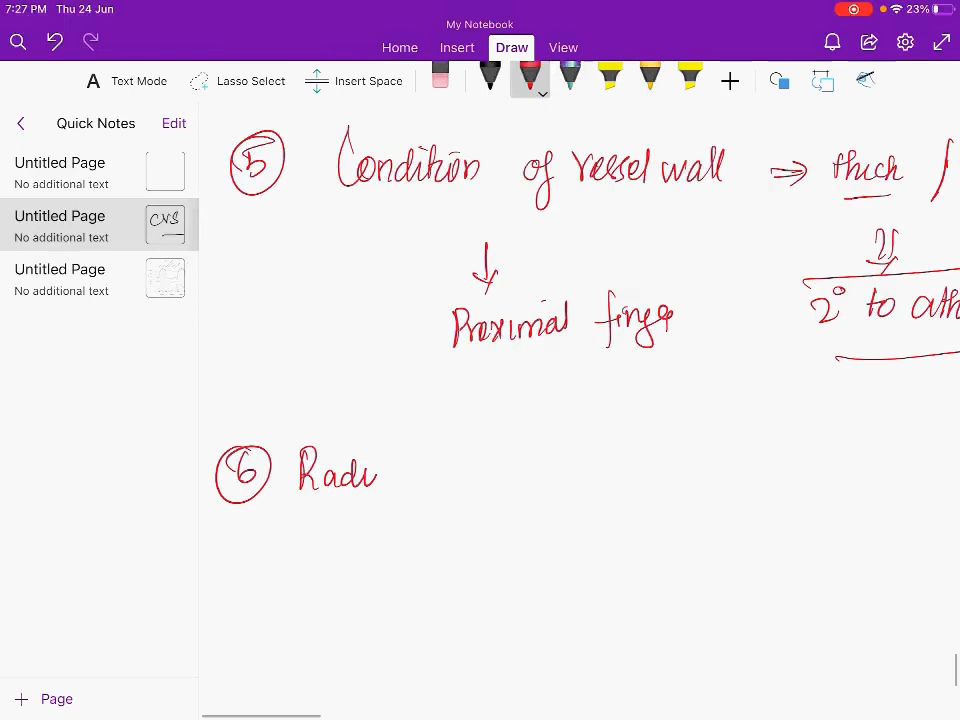 7:27 PM Thu 24 Jun
23%
My Notebook
Home Insert Draw View
Text Mode Lasso Select Insert Space
Quick Notes Edit
Untitled Page
No additional text
Untitled Page
No additional text
CNS
Untitled Page
No additional text
5 Condition of vessel wall ⇒ thick /
↓
Proximal finger
2° to ath
6 Radi
+ Page